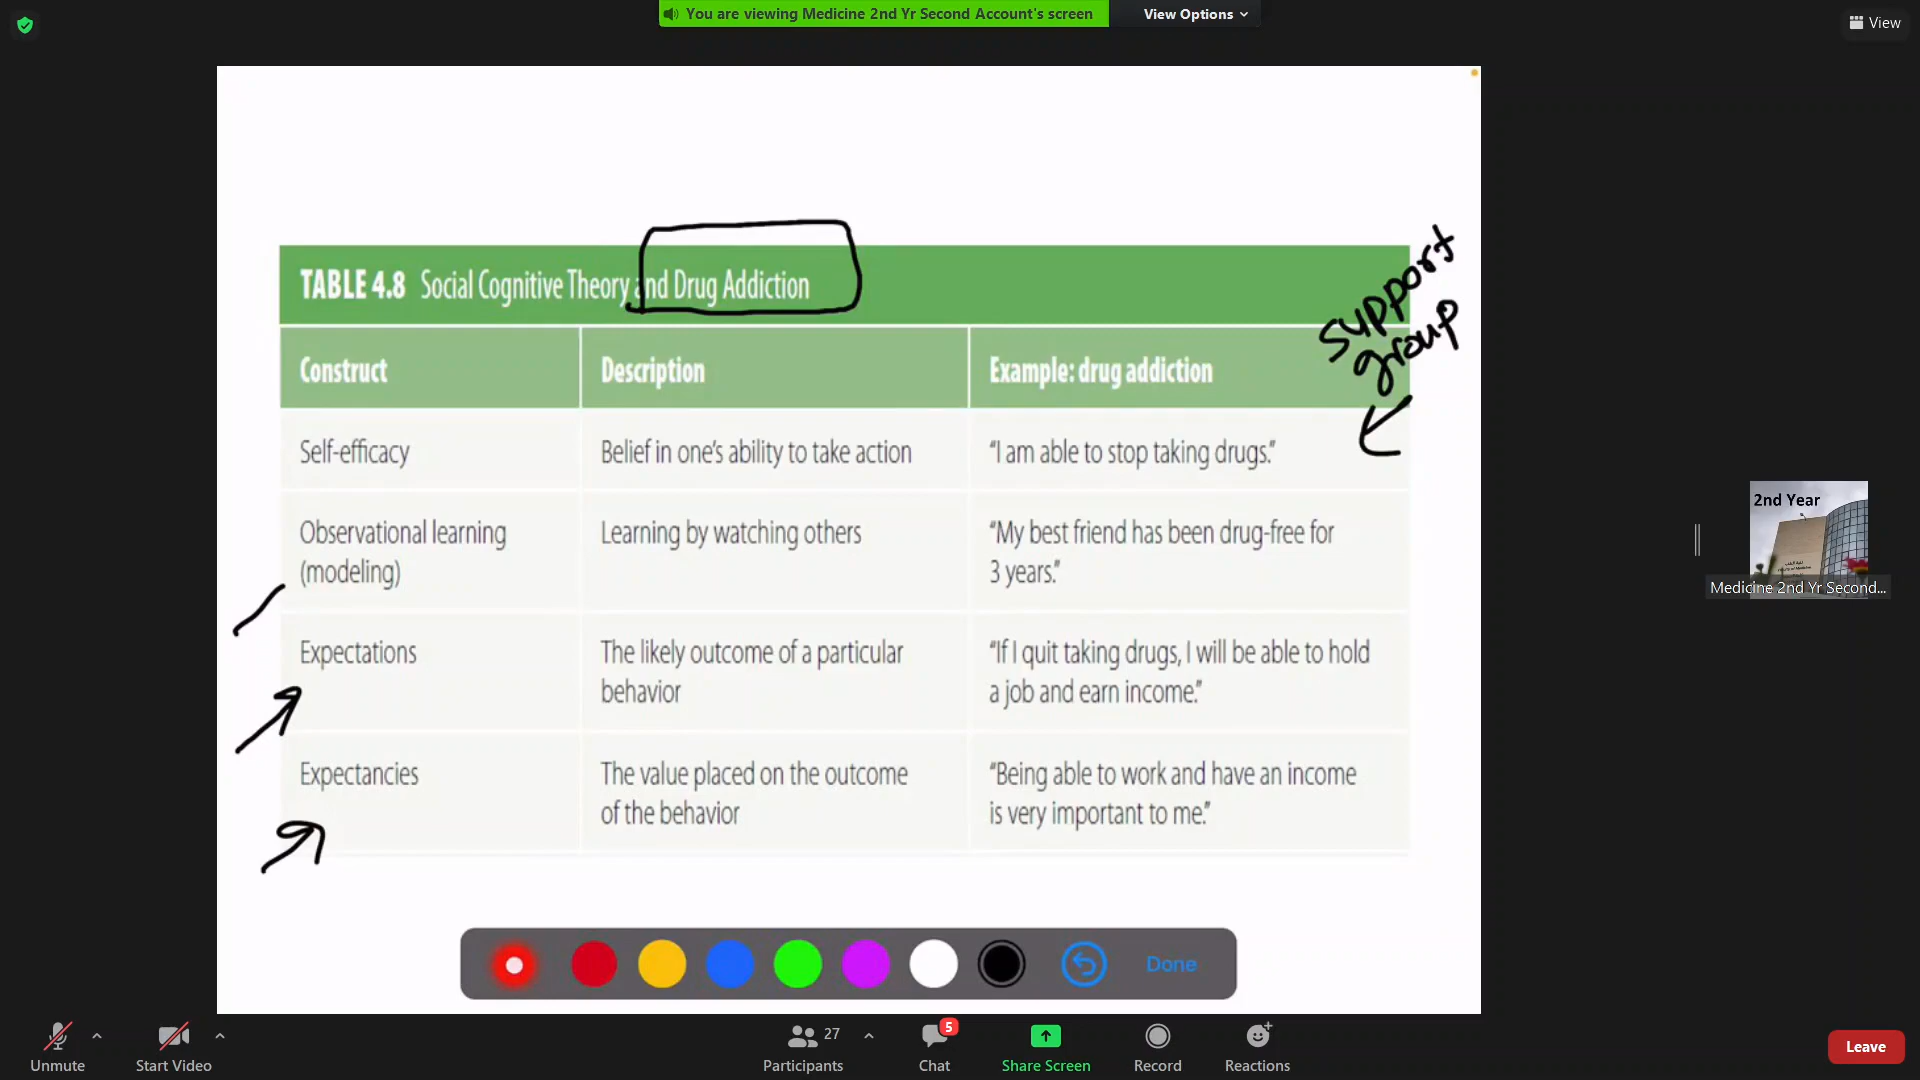 You are viewing Medicine 2nd Yr Second Account's screen
View Options
View
TABLE 4.8 Social Cognitive Theory and Drug Addiction
support
group
Construct
Description
Example: drug addiction
Self-efficacy
Belief in one's ability to take action
“I am able to stop taking drugs.”
Observational learning
(modeling)
Learning by watching others
“My best friend has been drug-free for
3 years.”
Expectations
The likely outcome of a particular
behavior
“If I quit taking drugs, I will be able to hold
a job and earn income.”
Expectancies
The value placed on the outcome
of the behavior
“Being able to work and have an income
is very important to me.”
Done
2nd Year
Medicine 2nd Yr Second...
Unmute
Start Video
27
Participants
5
Chat
Share Screen
Record
Reactions
Leave